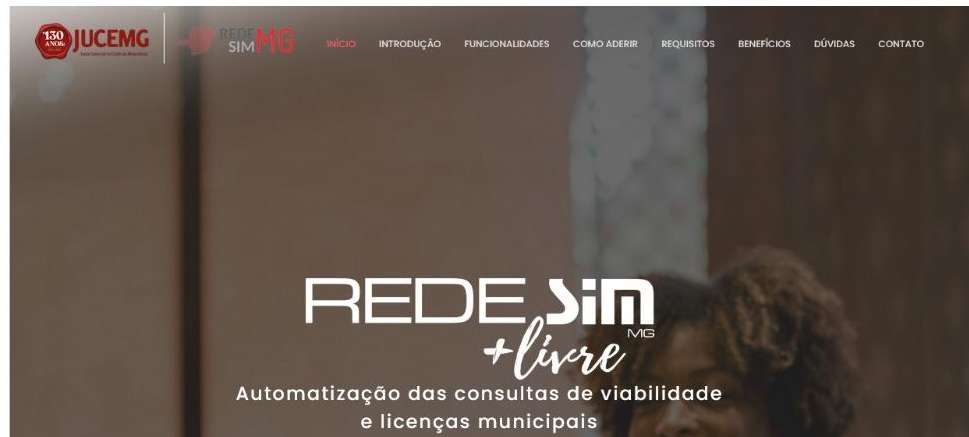 130
ANOS
JUCEMG
REDE
SIM MG
INÍCIO INTRODUÇÃO FUNCIONALIDADES COMO ADERIR REQUISITOS BENEFÍCIOS DÚVIDAS CONTATO
REDE SIM
MG
+livre
Automatização das consultas de viabilidade
e licenças municipais